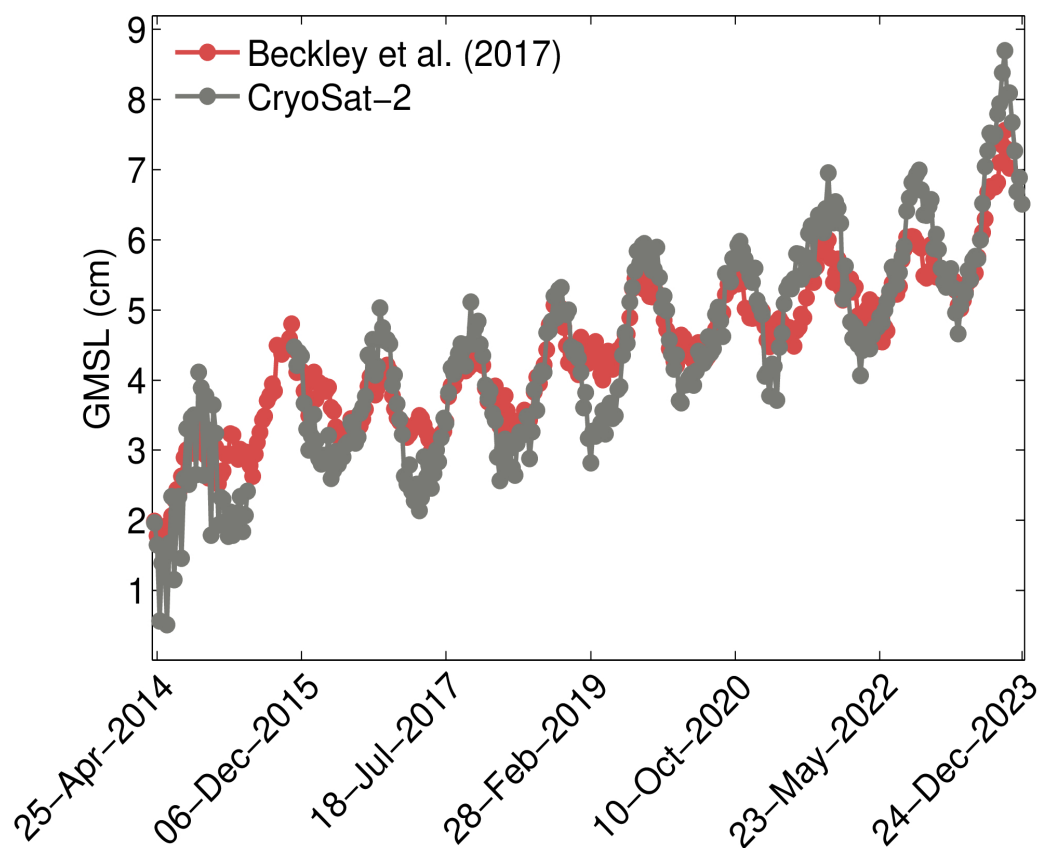 Beckley et al. (2017)
CryoSat−2
GMSL (cm)
9
8
7
6
5
4
3
2
1
25−Apr−2014
06−Dec−2015
18−Jul−2017
28−Feb−2019
10−Oct−2020
23−May−2022
24−Dec−2023